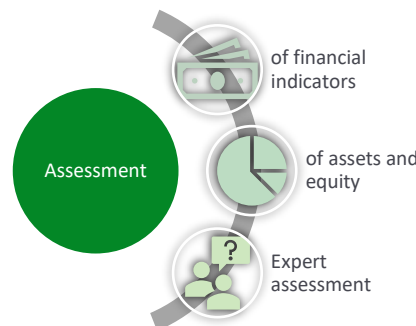 of financial
indicators
Assessment
of assets and
equity
?
Expert
assessment